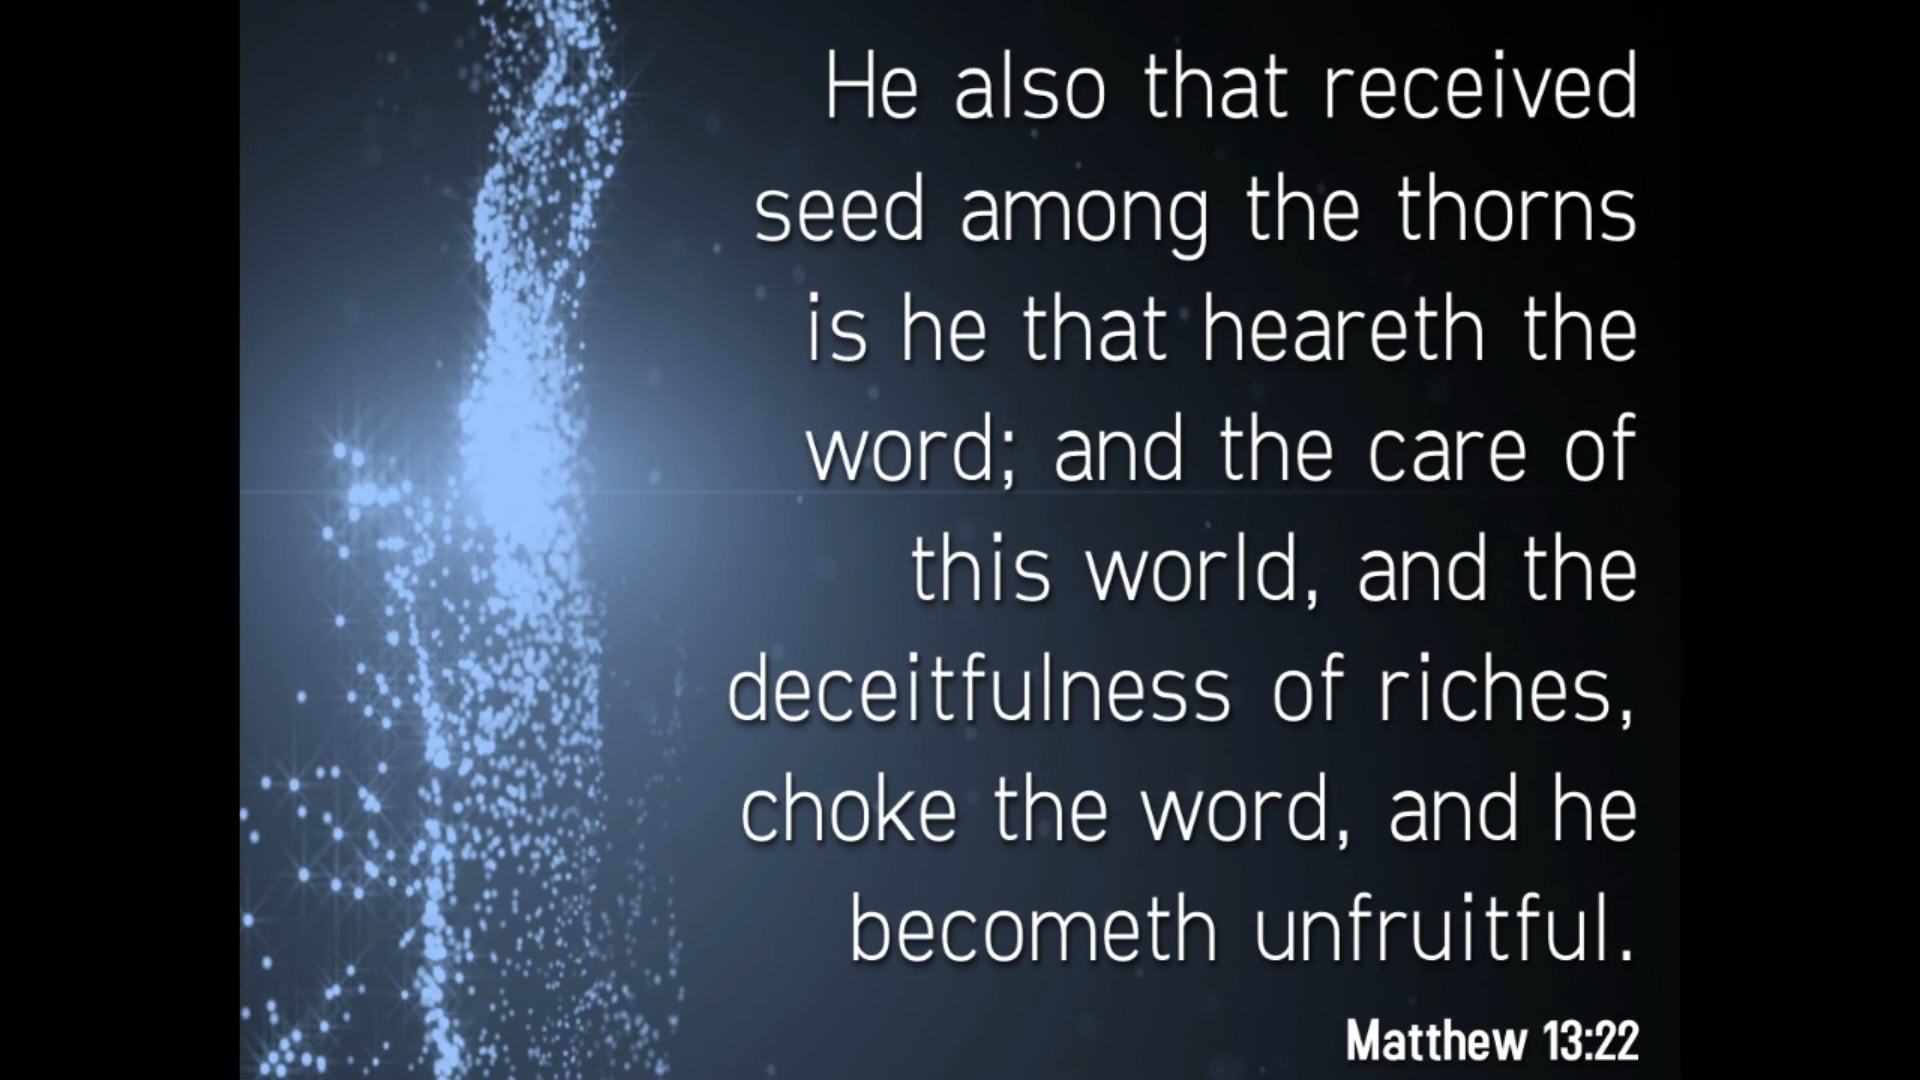 He also that received
seed among the thorns
is he that heareth the
word; and the care of
this world, and the
deceitfulness of riches,
choke the word, and he
becometh unfruitful.
Matthew 13:22